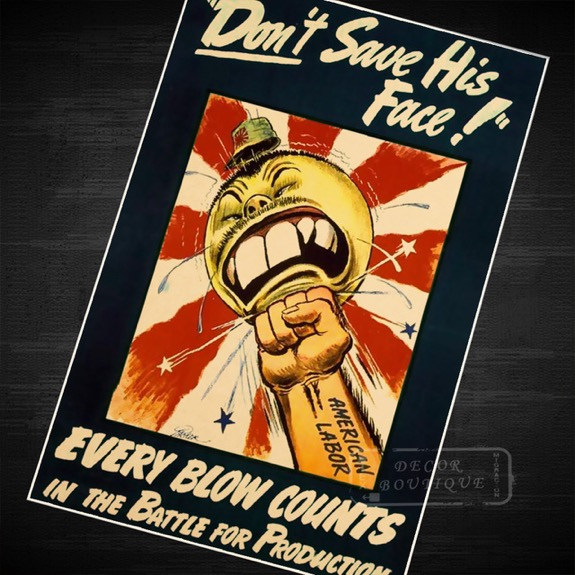 "Don't Save His
Face!"
AMERICAN
LABOR
EVERY BLOW COUNTS
IN THE BATTLE FOR PRODUCTION
DECOR
BOUTIQUE